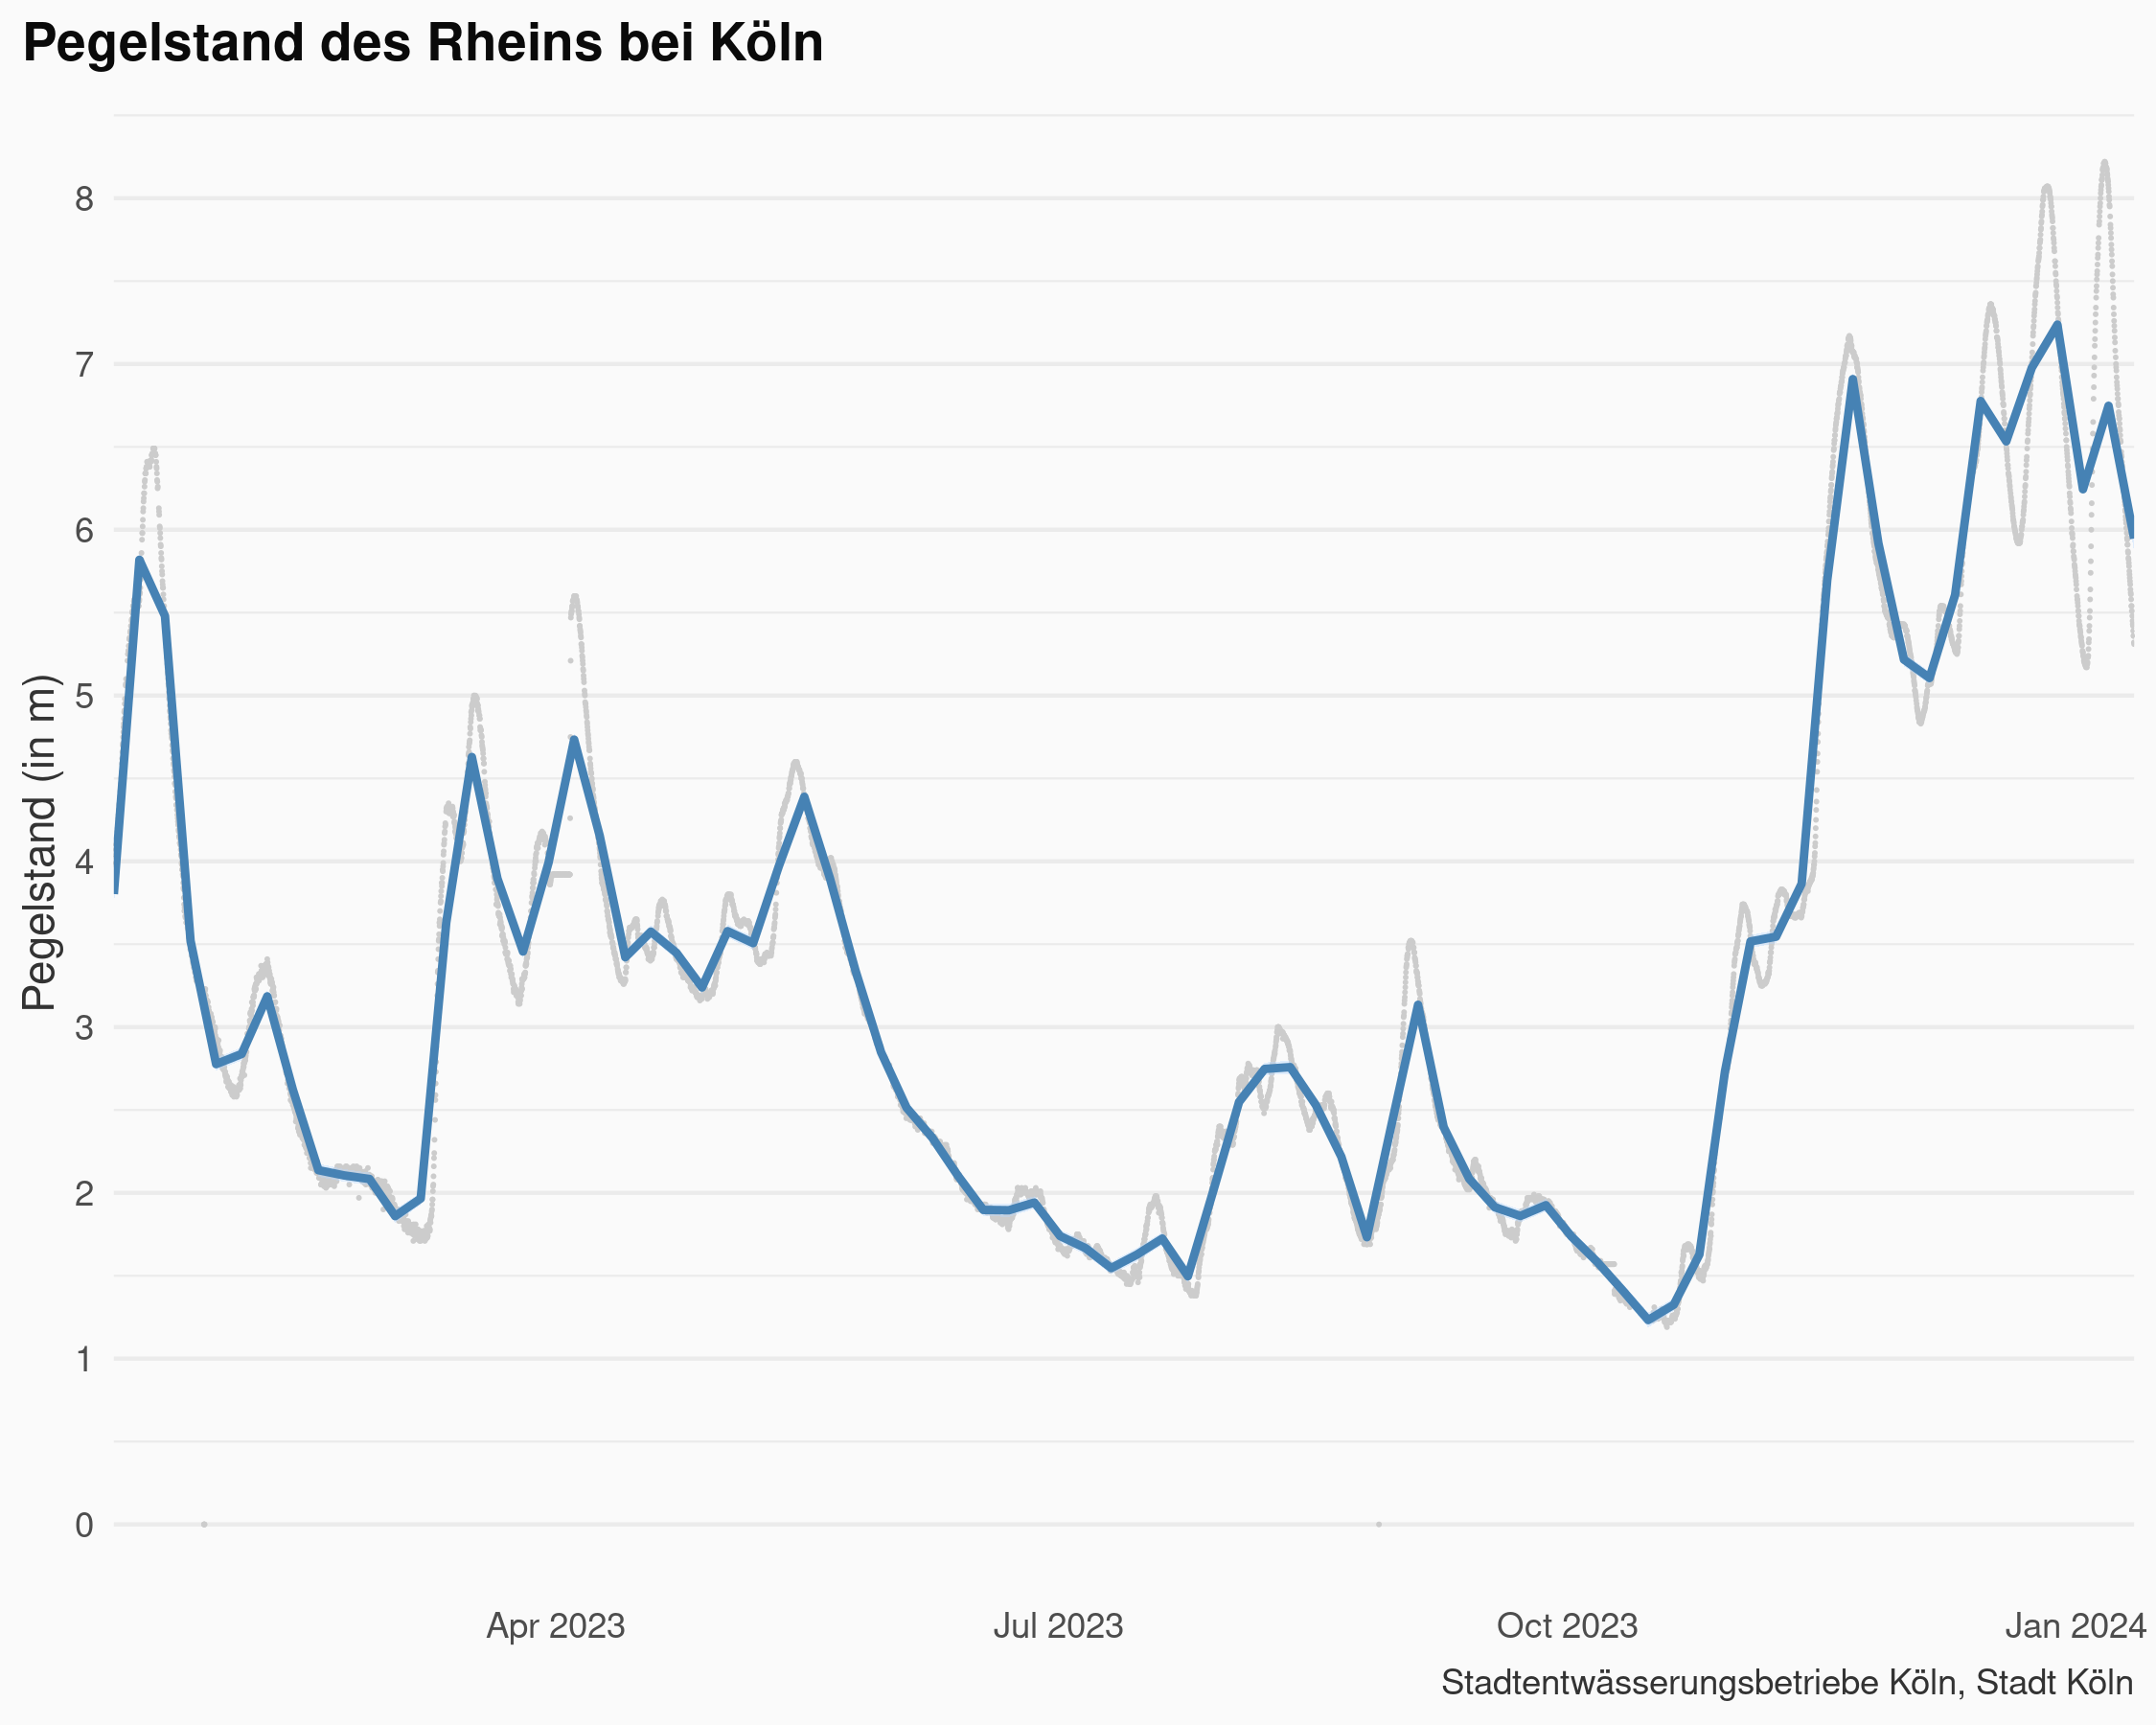 Pegelstand des Rheins bei Köln
Pegelstand (in m)
8
7
6
5
4
3
2
1
0
Apr 2023
Jul 2023
Oct 2023
Jan 2024
Stadtentwässerungsbetriebe Köln, Stadt Köln